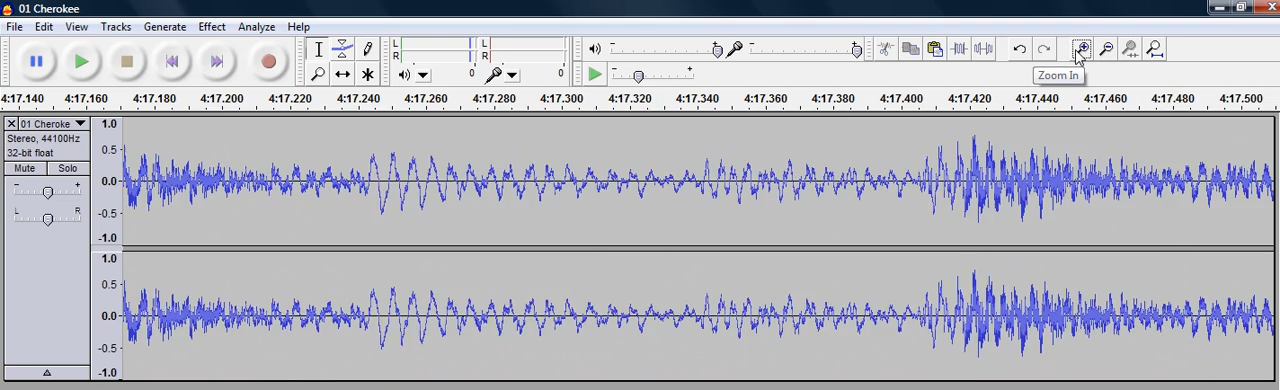 01 Cherokee
File Edit View Tracks Generate Effect Analyze Help
L
R
0
L
R
0
- +
- +
- +
Zoom In
4:17.140 4:17.160 4:17.180 4:17.200 4:17.220 4:17.240 4:17.260 4:17.280 4:17.300 4:17.320 4:17.340 4:17.360 4:17.380 4:17.400 4:17.420 4:17.440 4:17.460 4:17.480 4:17.500
01 Cheroke
Stereo, 44100Hz
32-bit float
Mute Solo
- +
L R
1.0
0.5
0.0
-0.5
-1.0
1.0
0.5
0.0
-0.5
-1.0